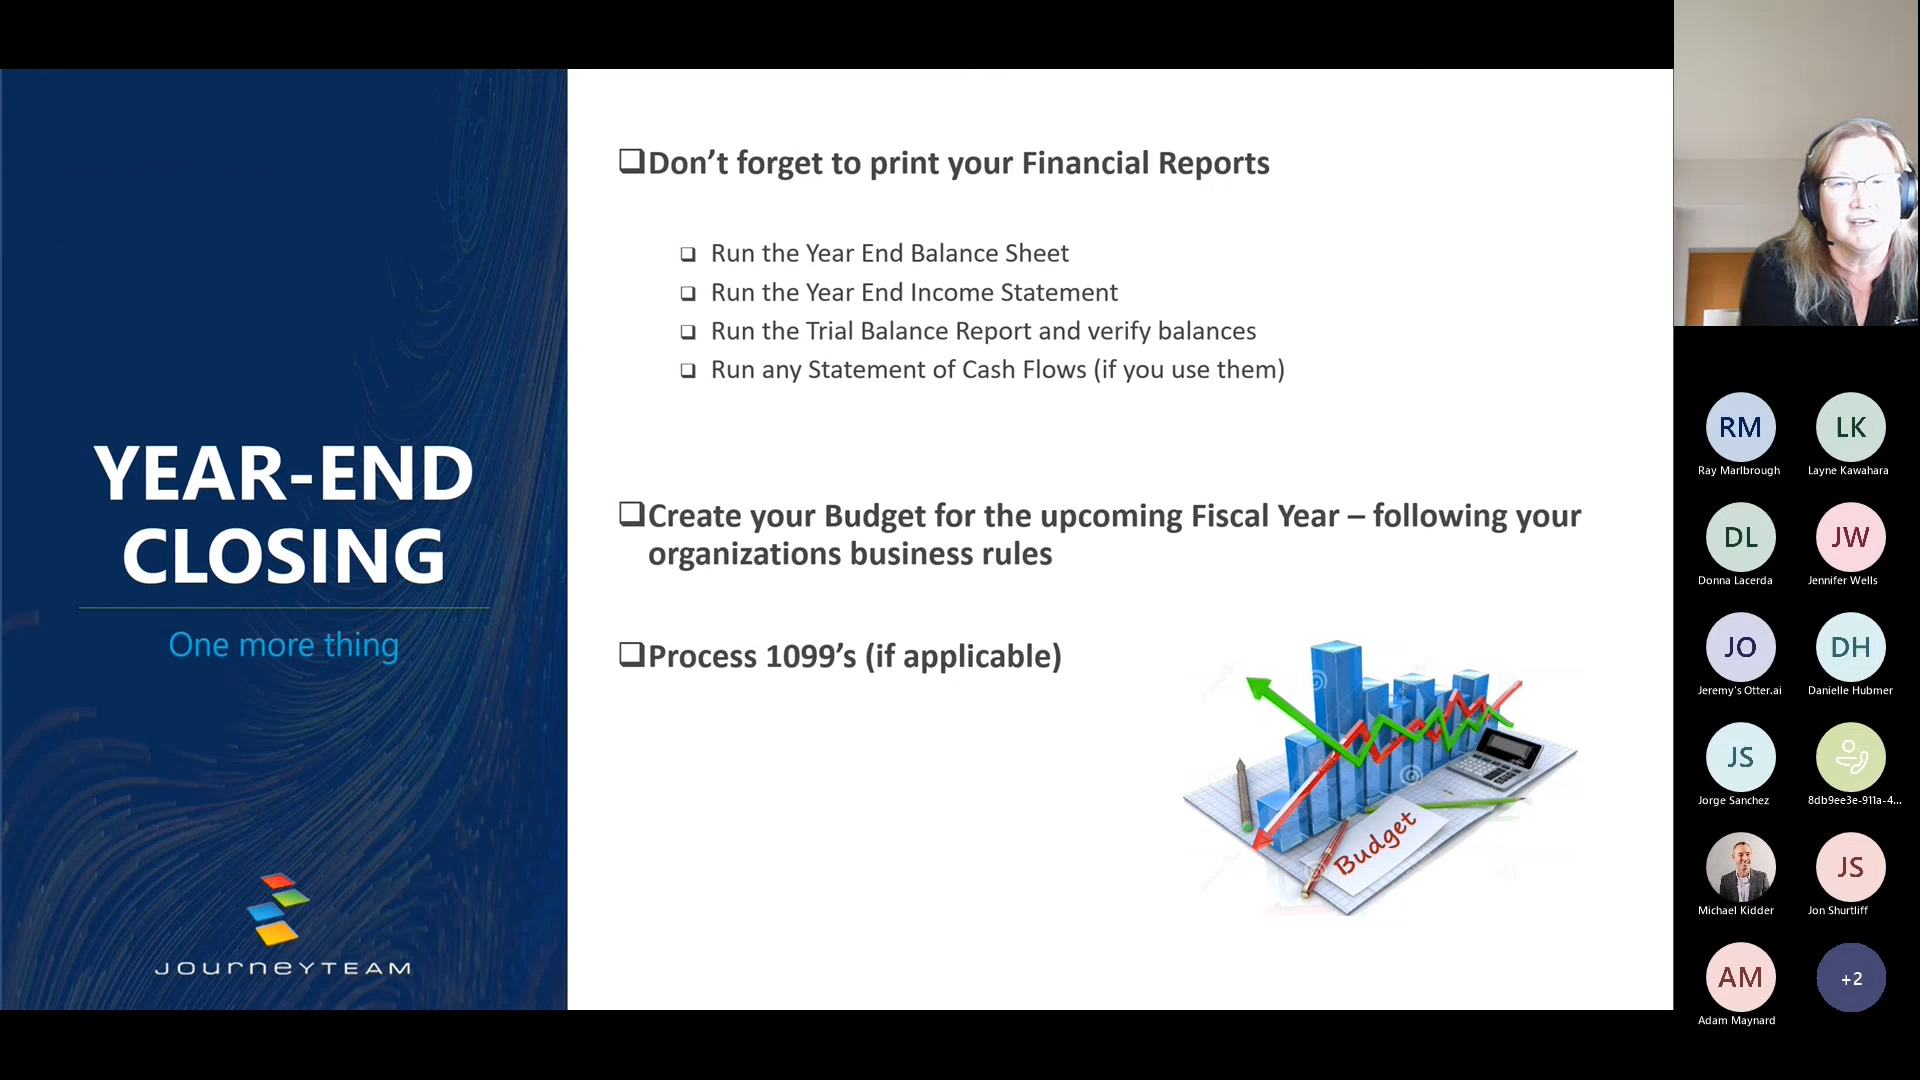 YEAR-END
CLOSING
One more thing
JOURNEYTEAM
Don’t forget to print your Financial Reports
Run the Year End Balance Sheet
Run the Year End Income Statement
Run the Trial Balance Report and verify balances
Run any Statement of Cash Flows (if you use them)
Create your Budget for the upcoming Fiscal Year – following your
organizations business rules
Process 1099’s (if applicable)
Budget
RM
Ray Marlbrough
LK
Layne Kawahara
DL
Donna Lacerda
JW
Jennifer Wells
JO
Jeremy's Otter.ai
DH
Danielle Hubmer
JS
Jorge Sanchez
8db9ee3e-911a-4...
Michael Kidder
JS
Jon Shurtliff
AM
Adam Maynard
+2